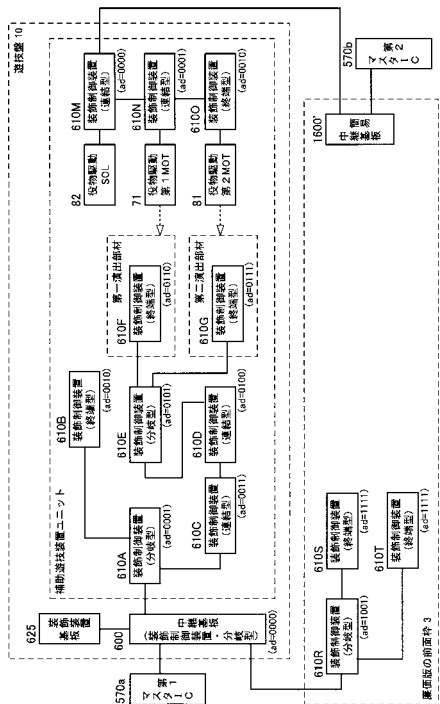 遊技盤 10
補助遊技装置ユニット
610M
装飾制御装置
(連結型)
(ad=0000)
610N
装飾制御装置
(連結型)
(ad=0001)
610O
装飾制御装置
(終端型)
(ad=0010)
82
役物駆動
SOL
71
役物駆動
第1MOT
81
役物駆動
第2MOT
第一演出部材
610F
装飾制御装置
(終端型)
(ad=0110)
第二演出部材
610G
装飾制御装置
(終端型)
(ad=0111)
610B
装飾制御装置
(終端型)
(ad=0010)
610E
装飾制御装置
(分岐型)
(ad=0101)
610D
装飾制御装置
(連結型)
(ad=0100)
610A
装飾制御装置
(分岐型)
(ad=0001)
610C
装飾制御装置
(連結型)
(ad=0011)
625
装飾装置
基板
600
中継基板
(装飾制御装置・分岐型)
(ad=0000)
570a
第1
マスタIC
570b
第2
マスタIC
1600'
簡易
中継基板
610S
装飾制御装置
(終端型)
(ad=1111)
610T
装飾制御装置
(終端型)
(ad=1111)
610R
装飾制御装置
(分岐型)
(ad=1001)
廉価版の前面枠 3